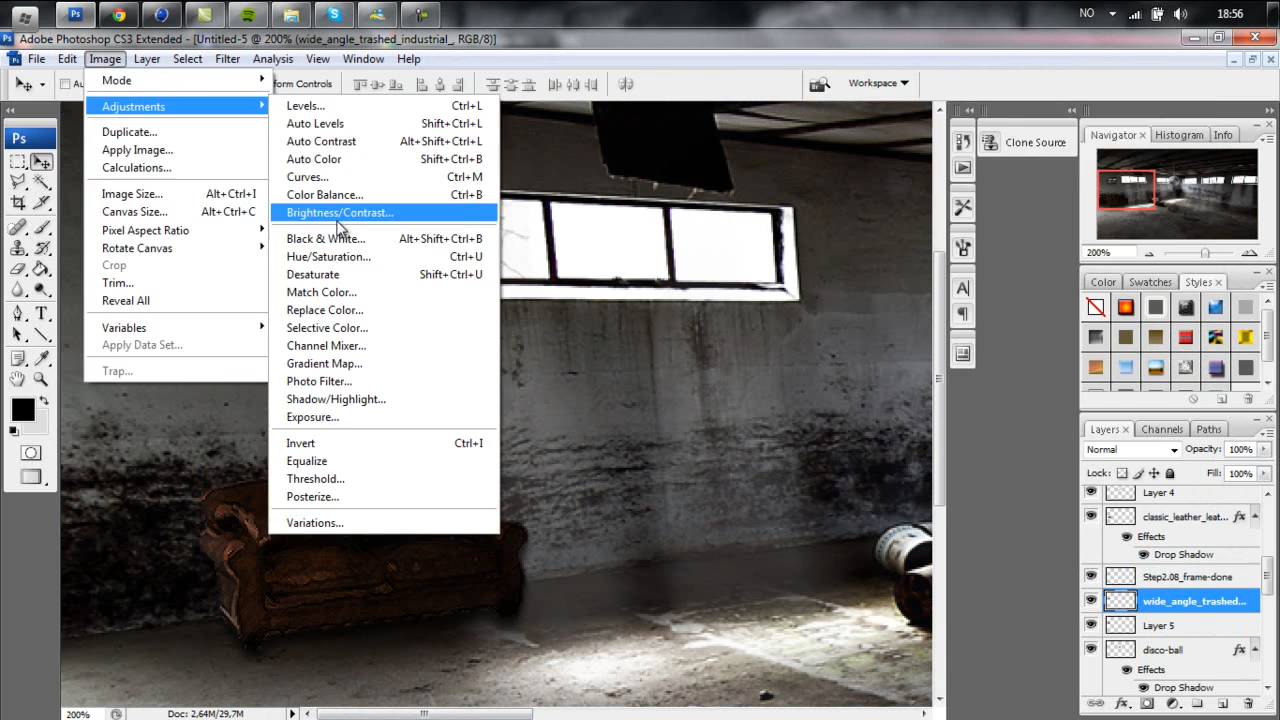 NO 18:56
Adobe Photoshop CS3 Extended - [Untitled-5 @ 200% (wide_angle_trashed_industrial_, RGB/8)]
File Edit Image Layer Select Filter Analysis View Window Help
Workspace
Mode
Adjustments
Duplicate...
Apply Image...
Calculations...
Image Size... Alt+Ctrl+I
Canvas Size... Alt+Ctrl+C
Pixel Aspect Ratio
Rotate Canvas
Crop
Trim...
Reveal All
Variables
Apply Data Set...
Trap...
Levels... Ctrl+L
Auto Levels Shift+Ctrl+L
Auto Contrast Alt+Shift+Ctrl+L
Auto Color Shift+Ctrl+B
Curves... Ctrl+M
Color Balance... Ctrl+B
Brightness/Contrast...
Black & White... Alt+Shift+Ctrl+B
Hue/Saturation... Ctrl+U
Desaturate Shift+Ctrl+U
Match Color...
Replace Color...
Selective Color...
Channel Mixer...
Gradient Map...
Photo Filter...
Shadow/Highlight...
Exposure...
Invert Ctrl+I
Equalize
Threshold...
Posterize...
Variations...
Ps
Clone Source
Navigator × Histogram Info
200%
Color Swatches Styles ×
Layers × Channels Paths
Normal Opacity: 100%
Lock: Fill: 100%
Layer 4
classic_leather_leat... fx
Effects
Drop Shadow
Step2.08_frame-done
wide_angle_trashed...
Layer 5
disco-ball fx
Effects
Drop Shadow
200% Doc: 2,64M/29,7M